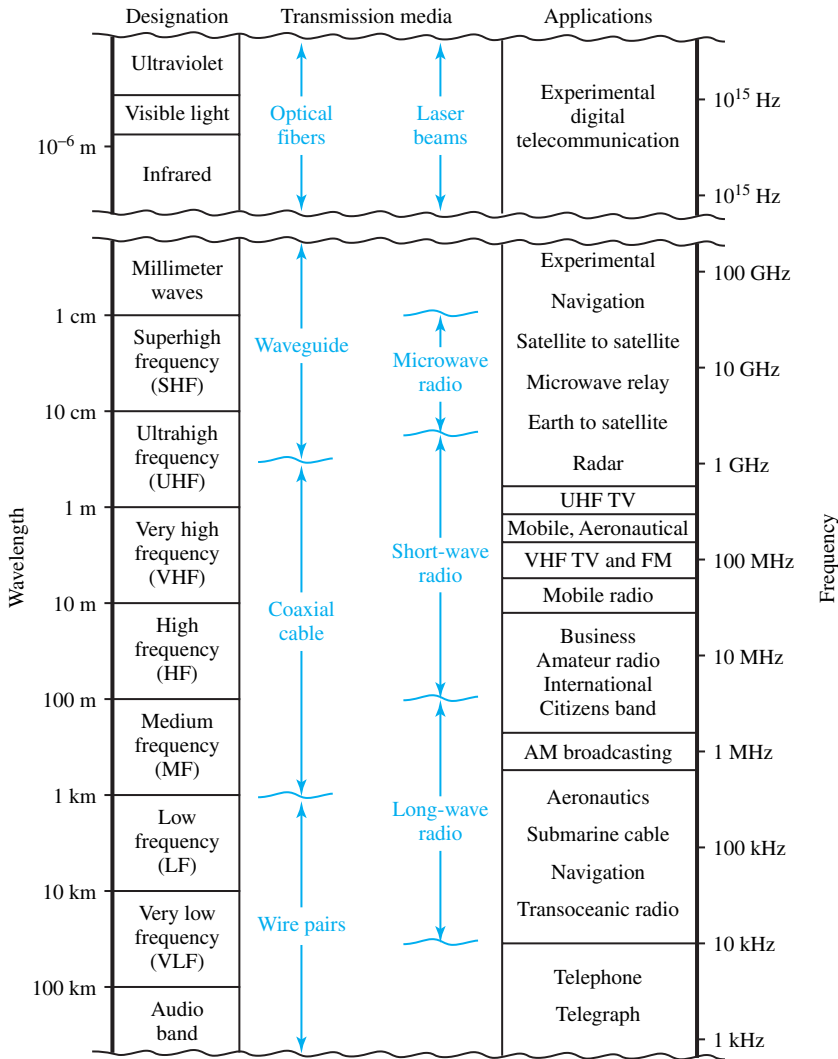 Designation
Transmission media
Applications
Ultraviolet
Visible light
Infrared
10⁻⁶ m
Optical
fibers
Laser
beams
Experimental
digital
telecommunication
10¹⁵ Hz
10¹⁵ Hz
Wavelength
1 cm
10 cm
1 m
10 m
100 m
1 km
10 km
100 km
Millimeter
waves
Superhigh
frequency
(SHF)
Ultrahigh
frequency
(UHF)
Very high
frequency
(VHF)
High
frequency
(HF)
Medium
frequency
(MF)
Low
frequency
(LF)
Very low
frequency
(VLF)
Audio
band
Waveguide
Coaxial
cable
Wire pairs
Microwave
radio
Short-wave
radio
Long-wave
radio
Experimental
Navigation
Satellite to satellite
Microwave relay
Earth to satellite
Radar
UHF TV
Mobile, Aeronautical
VHF TV and FM
Mobile radio
Business
Amateur radio
International
Citizens band
AM broadcasting
Aeronautics
Submarine cable
Navigation
Transoceanic radio
Telephone
Telegraph
100 GHz
10 GHz
1 GHz
100 MHz
10 MHz
1 MHz
100 kHz
10 kHz
1 kHz
Frequency